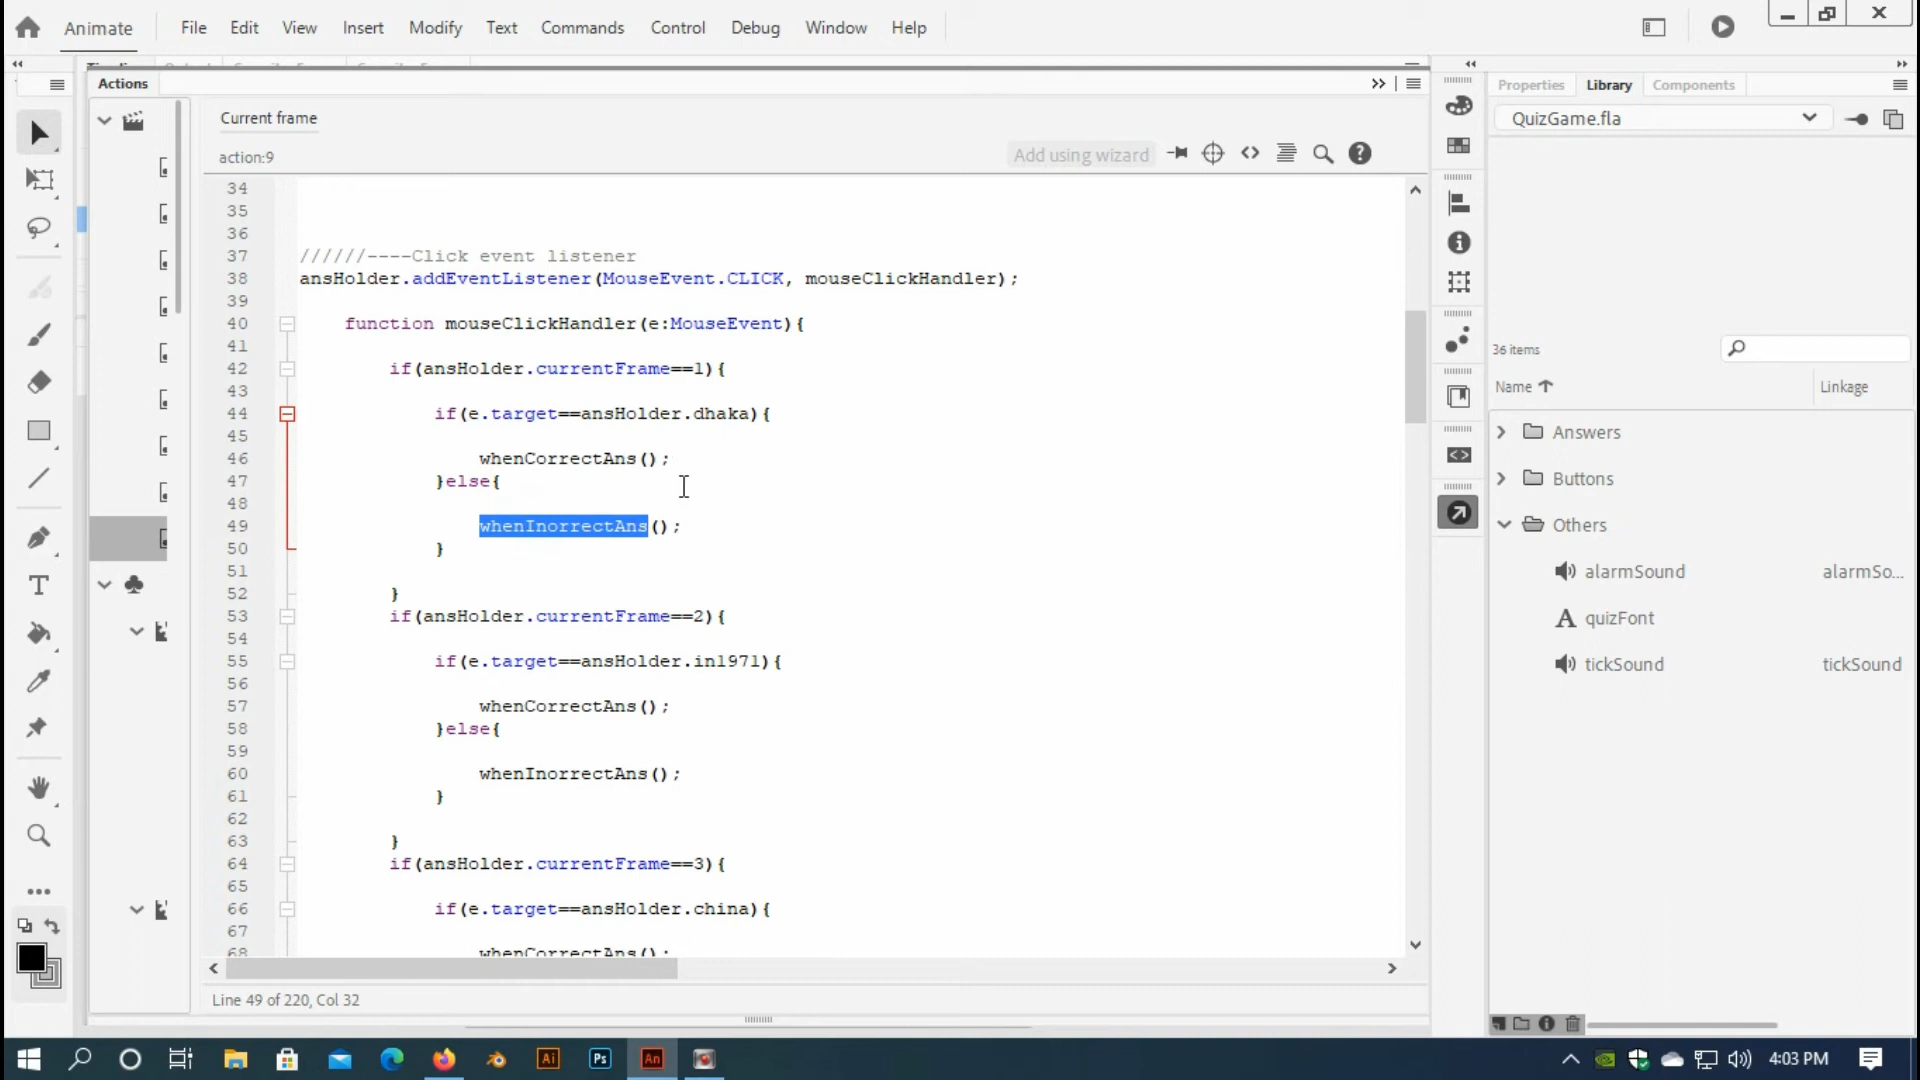 Animate File Edit View Insert Modify Text Commands Control Debug Window Help
Actions
Properties Library Components
Current frame
QuizGame.fla
action:9
Add using wizard
34
35
36
37 //////----Click event listener
38 ansHolder.addEventListener(MouseEvent.CLICK, mouseClickHandler);
39
40 function mouseClickHandler(e:MouseEvent){
41
42 if(ansHolder.currentFrame==1){
43
44 if(e.target==ansHolder.dhaka){
45
46 whenCorrectAns();
47 }else{
48
49 whenInorrectAns();
50 }
51
52 }
53 if(ansHolder.currentFrame==2){
54
55 if(e.target==ansHolder.in1971){
56
57 whenCorrectAns();
58 }else{
59
60 whenInorrectAns();
61 }
62
63 }
64 if(ansHolder.currentFrame==3){
65
66 if(e.target==ansHolder.china){
67
68 whenCorrectAns();
Line 49 of 220, Col 32
36 items
Name Linkage
Answers
Buttons
Others
alarmSound alarmSo...
quizFont
tickSound tickSound
Ai Ps An
4:03 PM